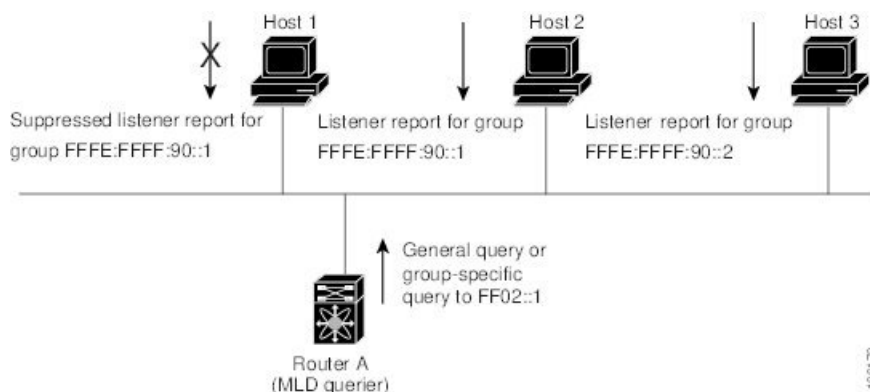 Host 1
Host 2
Host 3
X
Suppressed listener report for
group FFFE:FFFF:90::1
Listener report for group
FFFE:FFFF:90::1
Listener report for group
FFFE:FFFF:90::2
General query or
group-specific
query to FF02::1
Router A
(MLD querier)